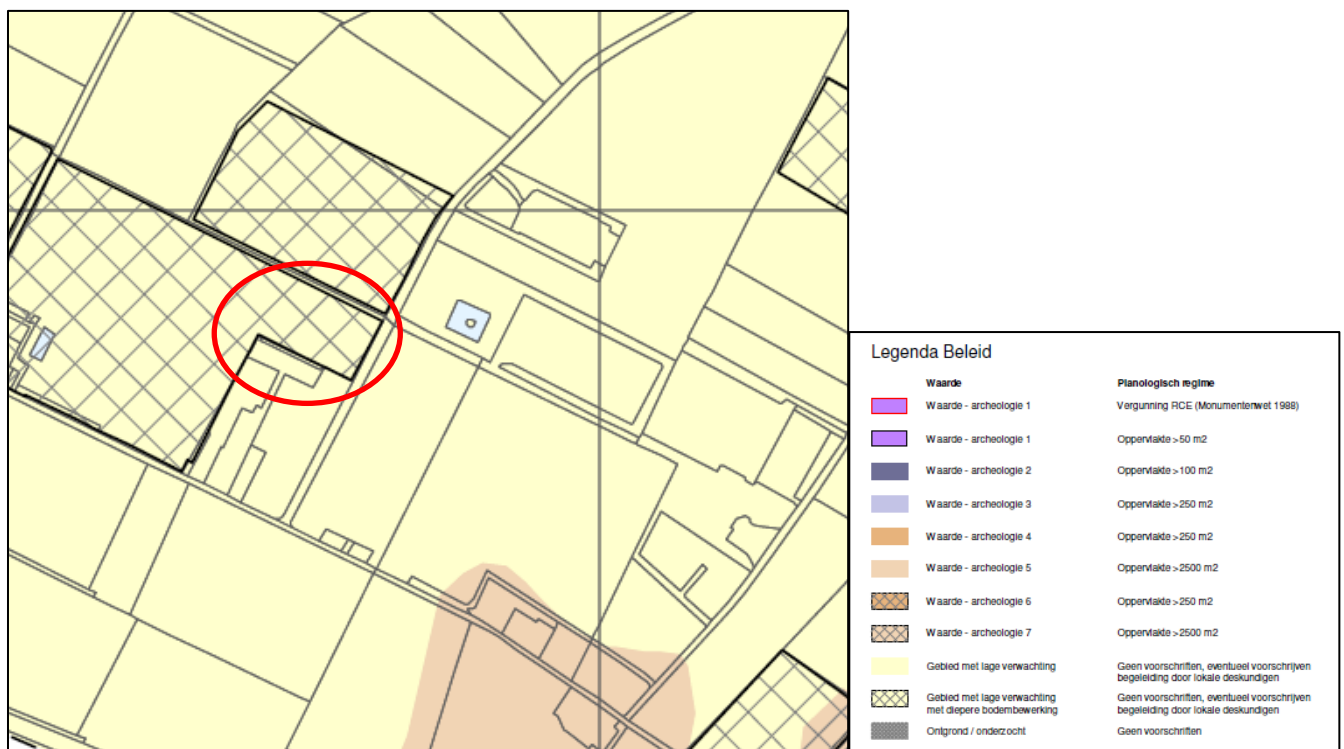 Legenda Beleid
Waarde Planologisch regime
Waarde - archeologie 1 Vergunning RCE (Monumentenwet 1988)
Waarde - archeologie 1 Oppervlakte >50 m2
Waarde - archeologie 2 Oppervlakte >100 m2
Waarde - archeologie 3 Oppervlakte >250 m2
Waarde - archeologie 4 Oppervlakte >250 m2
Waarde - archeologie 5 Oppervlakte >2500 m2
Waarde - archeologie 6 Oppervlakte >250 m2
Waarde - archeologie 7 Oppervlakte >2500 m2
Gebied met lage verwachting Geen voorschriften, eventueel voorschrijven
begeleiding door lokale deskundigen
Gebied met lage verwachting Geen voorschriften, eventueel voorschrijven
met diepere bodembewerking begeleiding door lokale deskundigen
Ontgrond / onderzocht Geen voorschriften